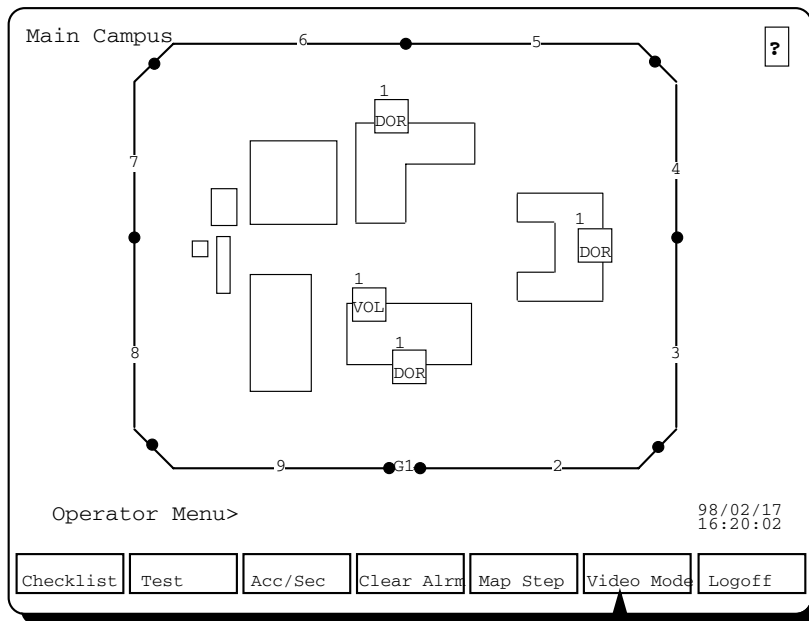 Main Campus
6
5
?
1
DOR
7
4
1
DOR
1
VOL
1
DOR
8
3
9
G1
2
Operator Menu>
98/02/17
16:20:02
Checklist
Test
Acc/Sec
Clear Alrm
Map Step
Video Mode
Logoff